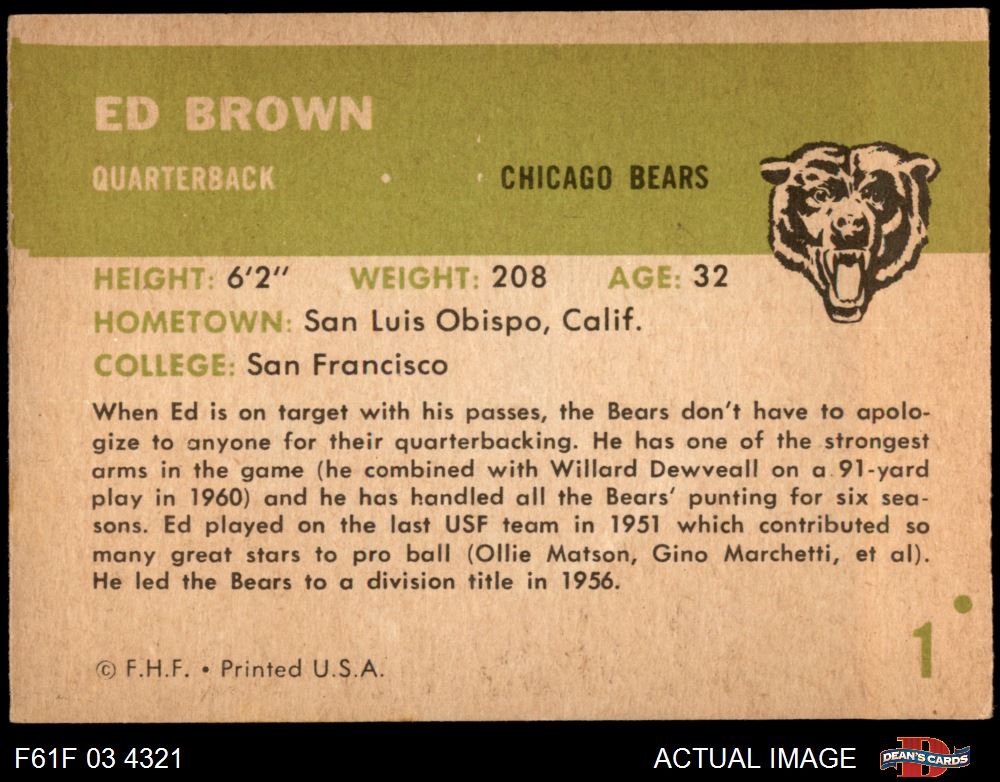 ED BROWN
QUARTERBACK • CHICAGO BEARS
HEIGHT: 6'2" WEIGHT: 208 AGE: 32
HOMETOWN: San Luis Obispo, Calif.
COLLEGE: San Francisco
When Ed is on target with his passes, the Bears don't have to apolo-
gize to anyone for their quarterbacking. He has one of the strongest
arms in the game (he combined with Willard Dewveall on a 91-yard
play in 1960) and he has handled all the Bears' punting for six sea-
sons. Ed played on the last USF team in 1951 which contributed so
many great stars to pro ball (Ollie Matson, Gino Marchetti, et al).
He led the Bears to a division title in 1956.
1
© F.H.F. • Printed U.S.A.
F61F 03 4321 ACTUAL IMAGE DEAN'S CARDS